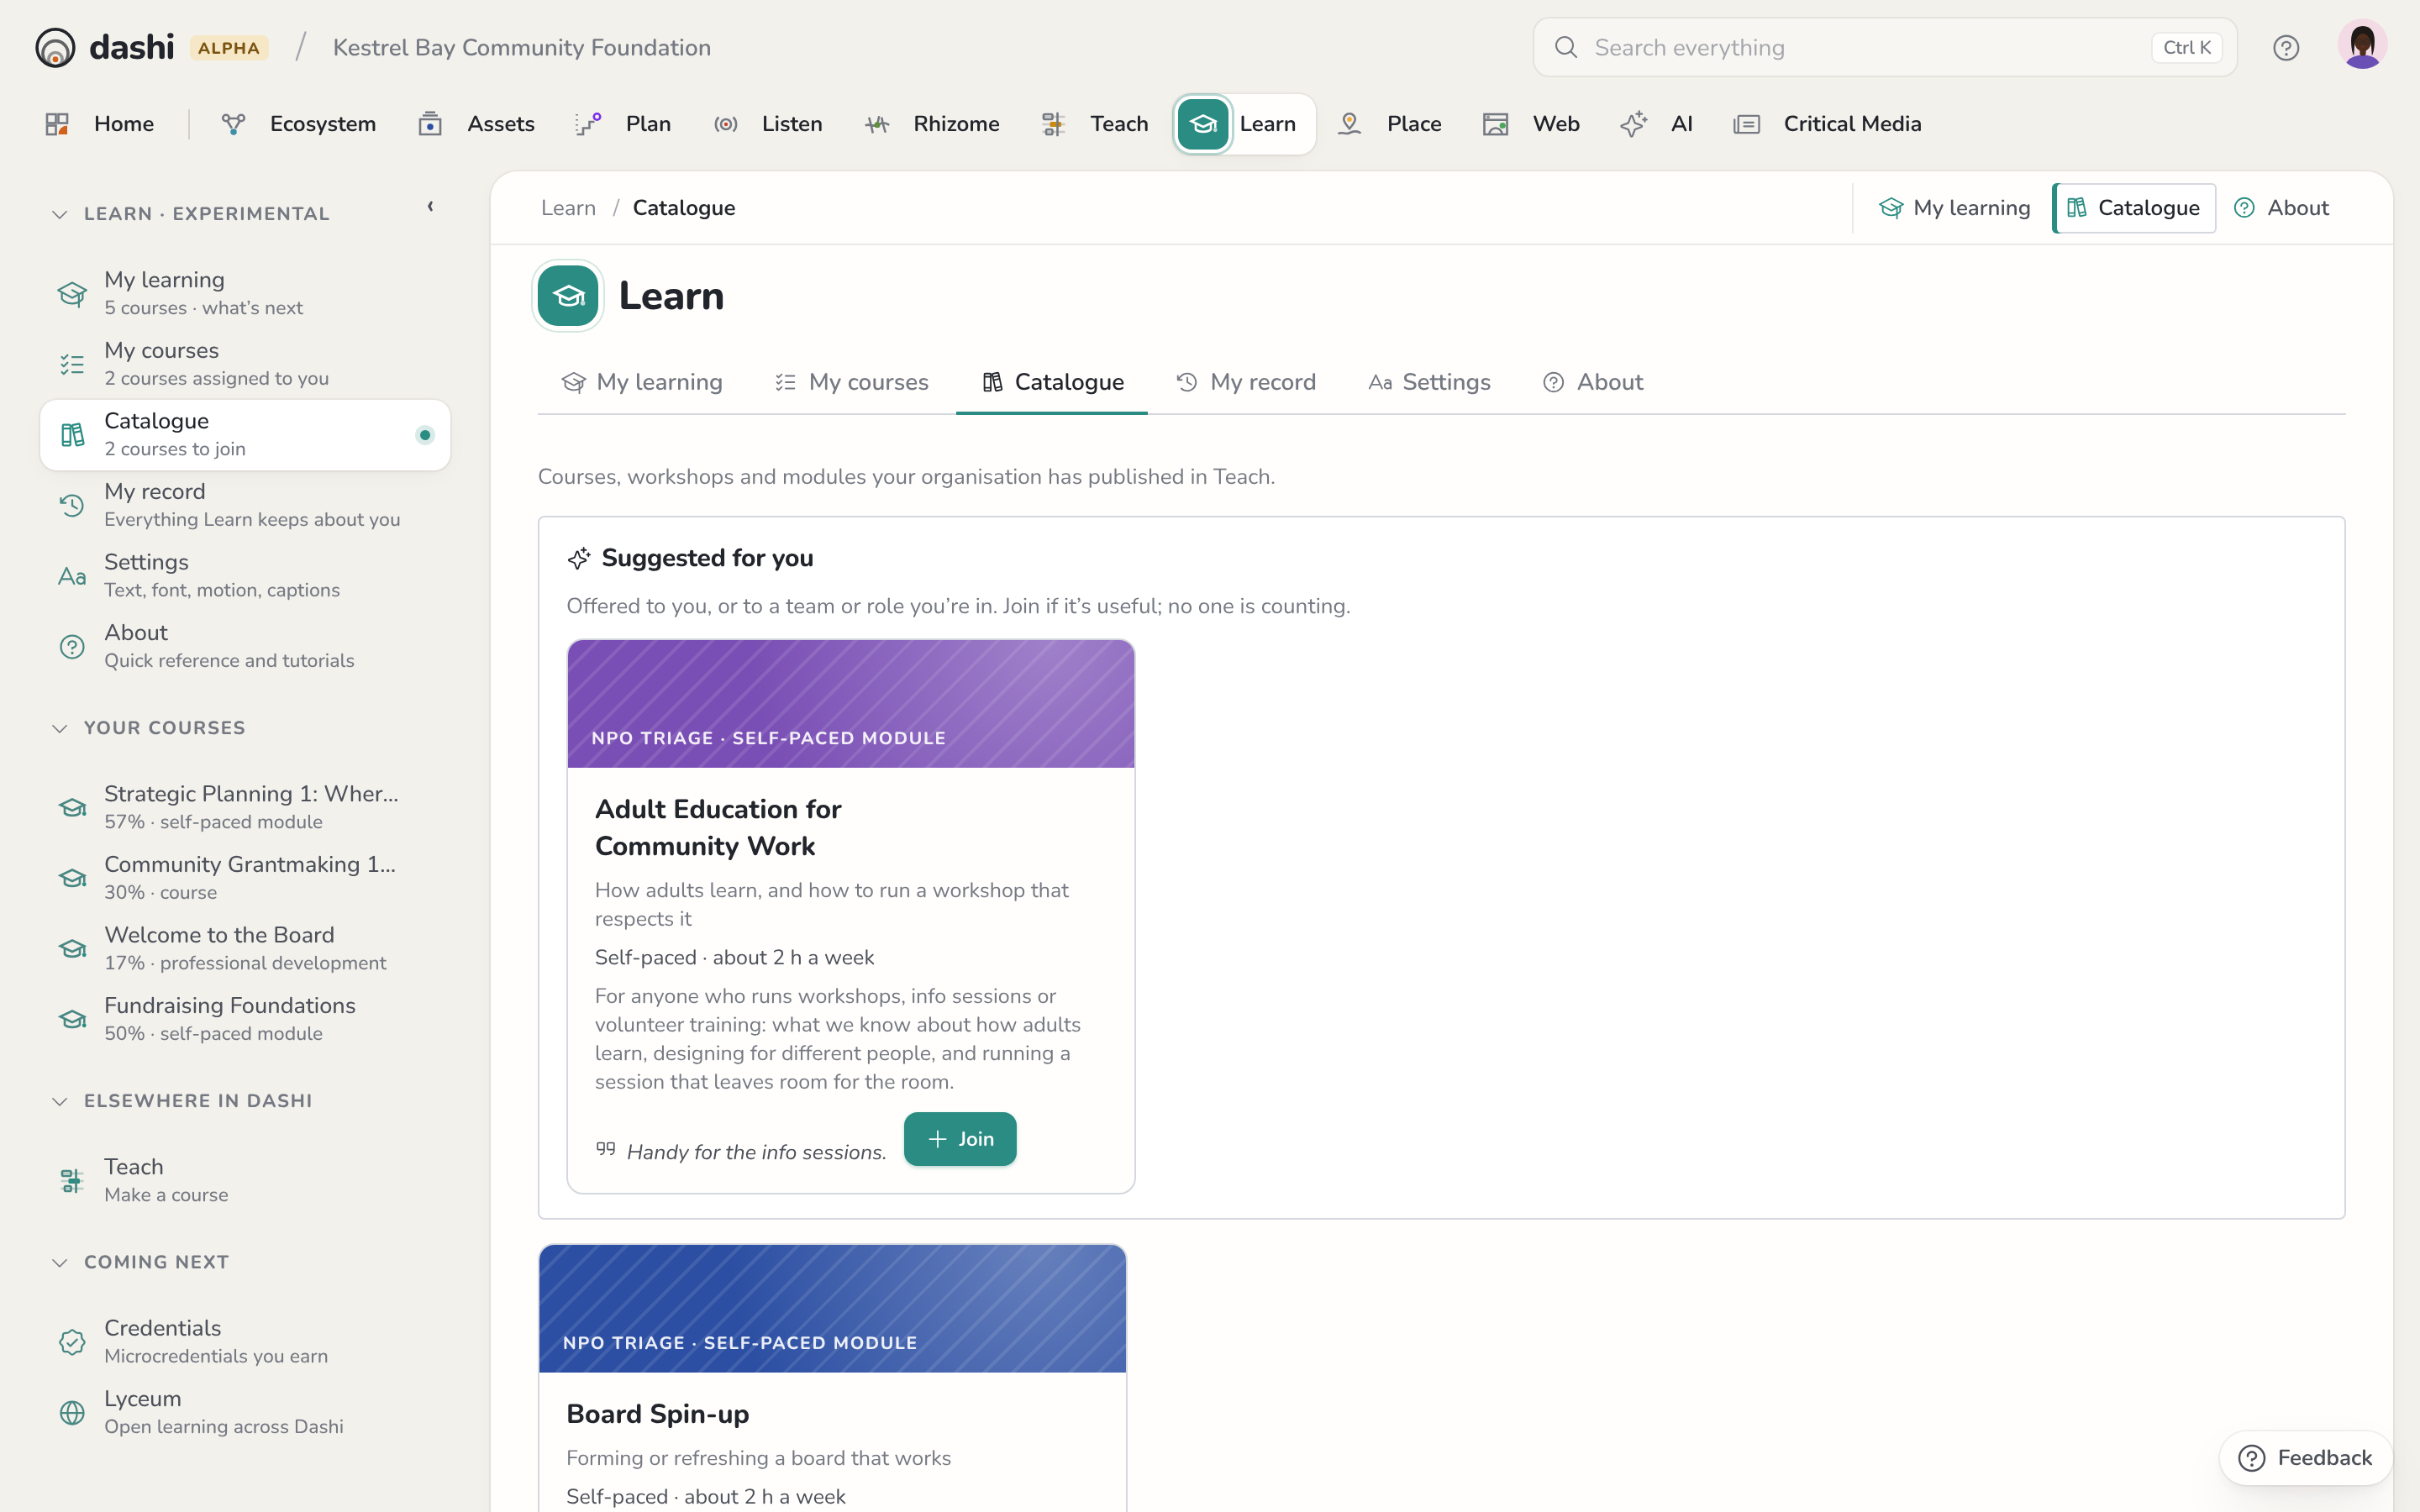 dashi ALPHA / Kestrel Bay Community Foundation
Search everything Ctrl K
Home Ecosystem Assets Plan Listen Rhizome Teach Learn Place Web AI Critical Media
LEARN · EXPERIMENTAL
My learning
5 courses · what's next
My courses
2 courses assigned to you
Catalogue
2 courses to join
My record
Everything Learn keeps about you
Aa Settings
Text, font, motion, captions
About
Quick reference and tutorials
YOUR COURSES
Strategic Planning 1: Wher...
57% · self-paced module
Community Grantmaking 1...
30% · course
Welcome to the Board
17% · professional development
Fundraising Foundations
50% · self-paced module
ELSEWHERE IN DASHI
Teach
Make a course
COMING NEXT
Credentials
Microcredentials you earn
Lyceum
Open learning across Dashi
Learn / Catalogue
My learning Catalogue About
Learn
My learning My courses Catalogue My record Aa Settings About
Courses, workshops and modules your organisation has published in Teach.
Suggested for you
Offered to you, or to a team or role you're in. Join if it's useful; no one is counting.
NPO TRIAGE · SELF-PACED MODULE
Adult Education for
Community Work
How adults learn, and how to run a workshop that
respects it
Self-paced · about 2 h a week
For anyone who runs workshops, info sessions or
volunteer training: what we know about how adults
learn, designing for different people, and running a
session that leaves room for the room.
Handy for the info sessions.
Join
NPO TRIAGE · SELF-PACED MODULE
Board Spin-up
Forming or refreshing a board that works
Self-paced · about 2 h a week
Feedback